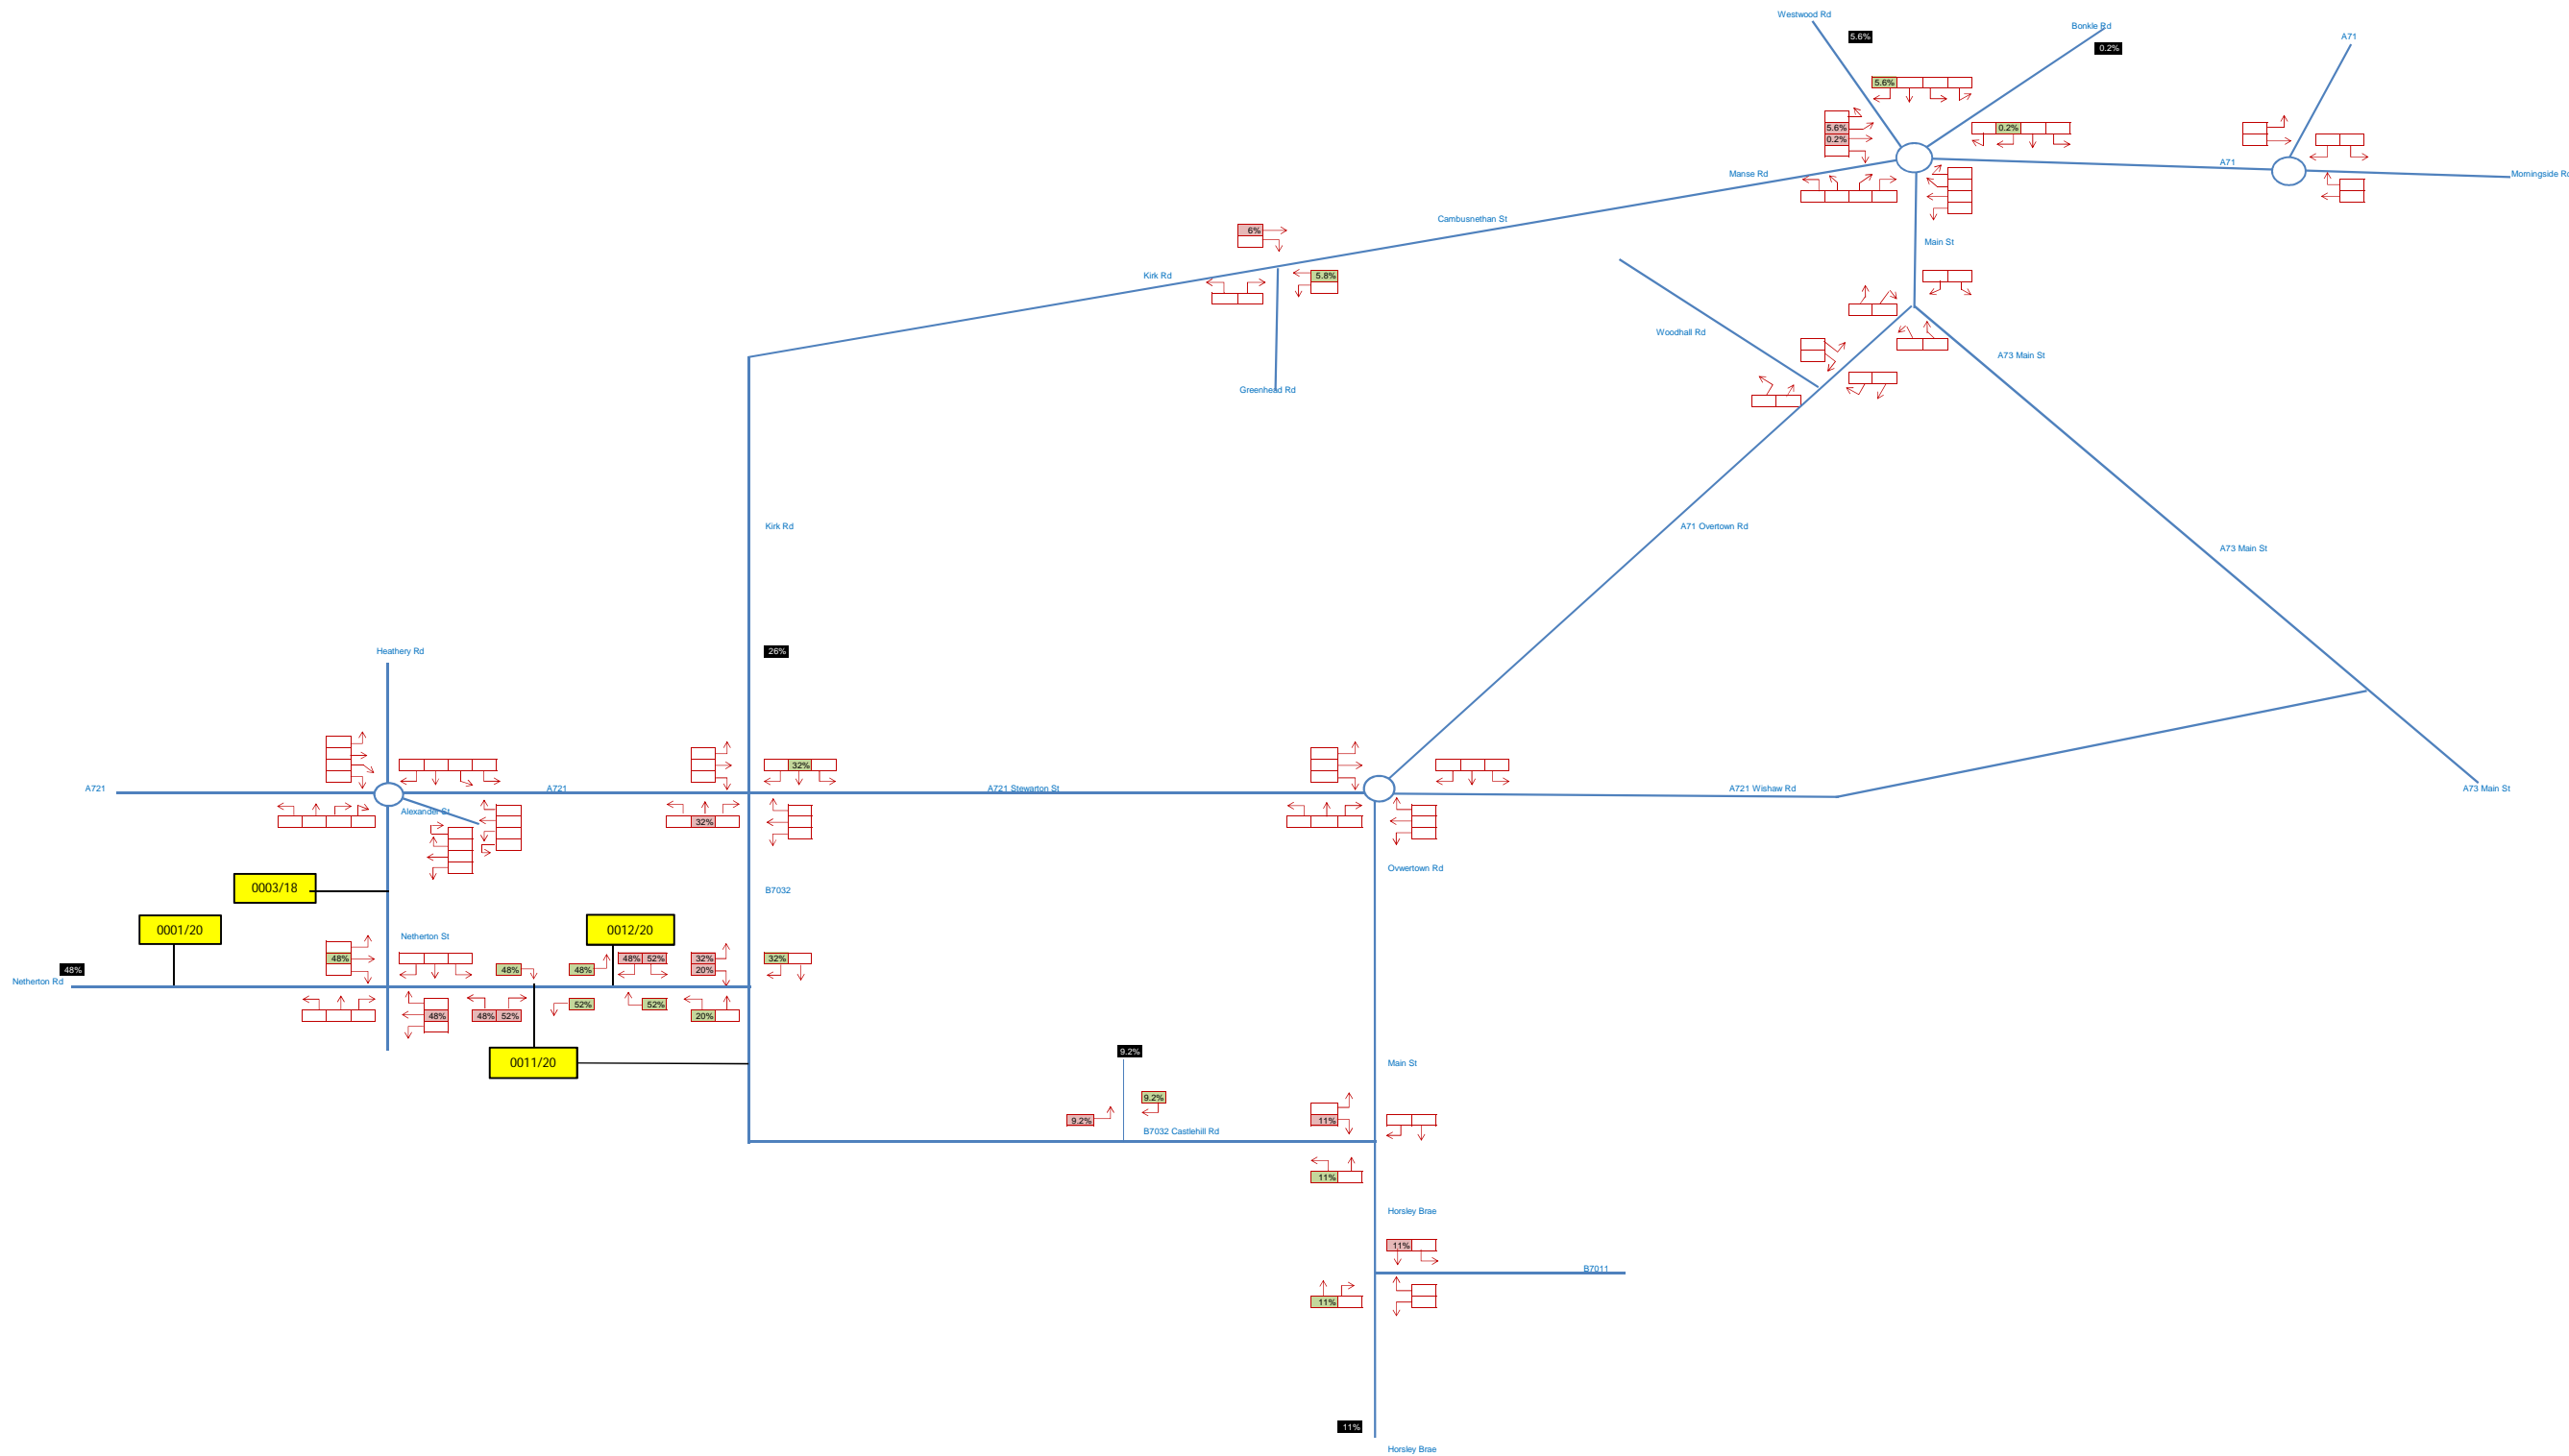 Westwood Rd
Bonkle Rd
5.6%
A71
0.2%
5.6%
5.6%
0.2%
0.2%
A71
Manse Rd
Morningside Rd
Cambusnethan St
6%
Main St
Kirk Rd
5.8%
Woodhall Rd
A73 Main St
Greenhead Rd
Kirk Rd
A71 Overtown Rd
A73 Main St
Heathery Rd
26%
32%
A721
A721
A721 Stewarton St
A721 Wishaw Rd
A73 Main St
Alexander St
32%
Ovwertown Rd
0003/18
B7032
0001/20
0012/20
Netherton St
48%
48% 52%
32%
32%
48%
48%
48%
20%
Netherton Rd
52%
52%
48%
48% 52%
20%
9.2%
0011/20
Main St
9.2%
9.2%
11%
B7032 Castlehill Rd
11%
Horsley Brae
11%
B7011
11%
11%
Horsley Brae